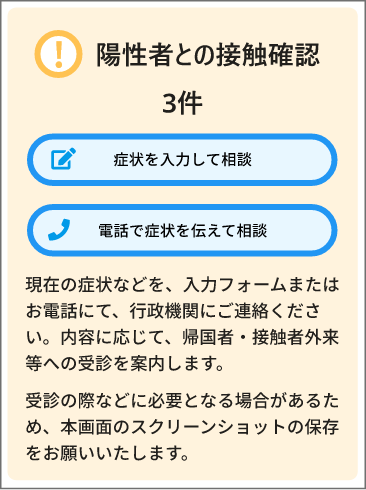 陽性者との接触確認
3件
症状を入力して相談
電話で症状を伝えて相談
現在の症状などを、入力フォームまたは
お電話にて、行政機関にご連絡くださ
い。内容に応じて、帰国者・接触者外来
等への受診を案内します。
受診の際などに必要となる場合があるた
め、本画面のスクリーンショットの保存
をお願いいたします。